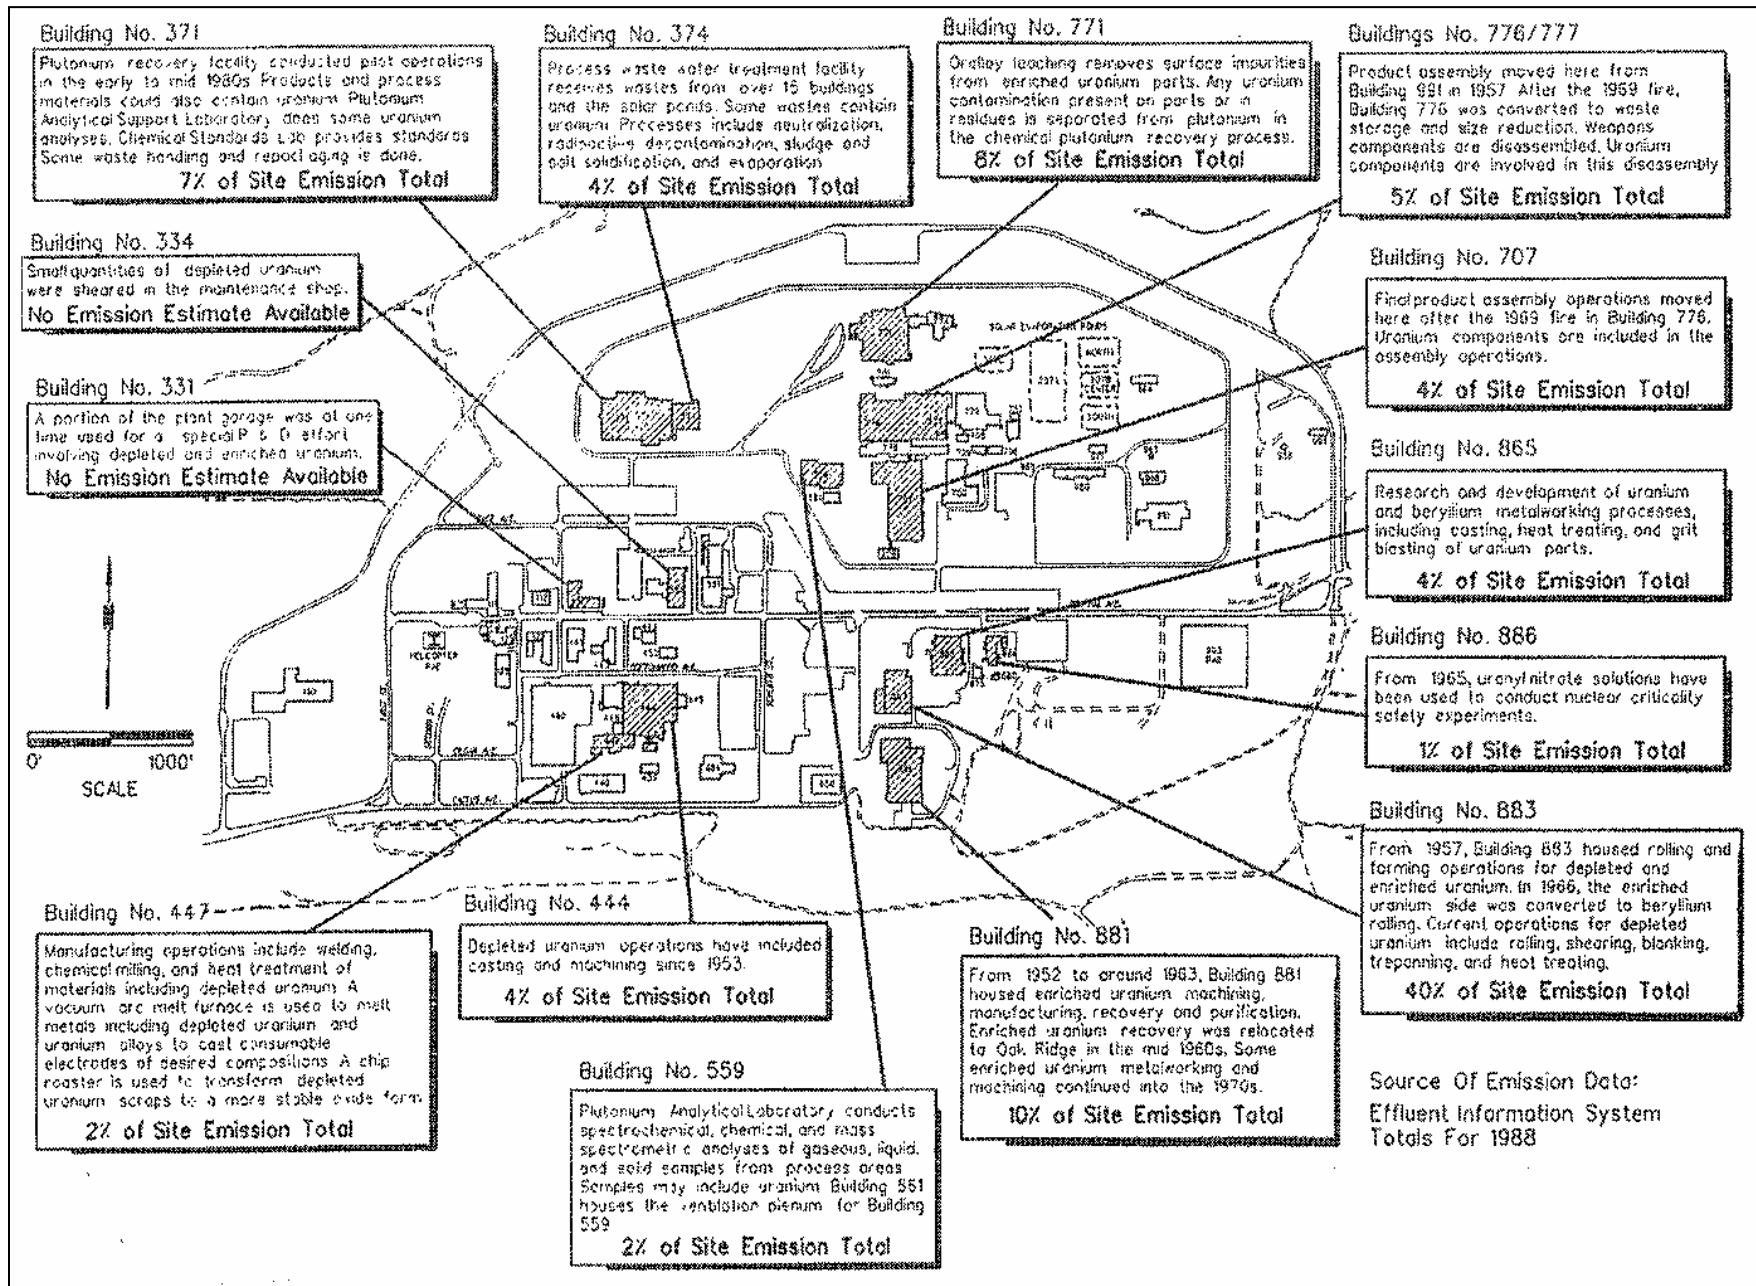 Building No. 371
Plutonium recovery facility conducted past operations
in the early to mid 1980s Products and process
materials could also contain uranium Plutonium
Analytical Support Laboratory does some uranium
analyses. Chemical Standards Lab provides standards
Some waste handling and repackaging is done.
7% of Site Emission Total
Building No. 374
Process waste water treatment facility
receives wastes from over 15 buildings
and the solar ponds. Some wastes contain
uranium Processes include neutralization,
radioactive decontamination, sludge and
salt solidification, and evaporation
4% of Site Emission Total
Building No. 771
Oralloy leaching removes surface impurities
from enriched uranium parts. Any uranium
contamination present on parts or in
residues is separated from plutonium in
the chemical plutonium recovery process.
8% of Site Emission Total
Buildings No. 776/777
Product assembly moved here from
Building 991 in 1957 After the 1969 fire,
Building 776 was converted to waste
storage and size reduction. Weapons
components are disassembled. Uranium
components are involved in this disassembly
5% of Site Emission Total
Building No. 334
Small quantities of depleted uranium
were sheared in the maintenance shop.
No Emission Estimate Available
Building No. 707
Final product assembly operations moved
here after the 1969 fire in Building 776.
Uranium components are included in the
assembly operations.
4% of Site Emission Total
Building No. 331
A portion of the plant garage was at one
time used for a special R & D effort
involving depleted and enriched uranium.
No Emission Estimate Available
Building No. 865
Research and development of uranium
and beryllium metalworking processes,
including casting, heat treating, and grit
blasting of uranium parts.
4% of Site Emission Total
Building No. 886
From 1965, uranyl nitrate solutions have
been used to conduct nuclear criticality
safety experiments.
1% of Site Emission Total
SOLAR EVAPORATION PONDS
207A
NORTH
CENTER
SOUTH
HELICOPTER
PAD
0' 1000'
SCALE
Building No. 883
From 1957, Building 883 housed rolling and
forming operations for depleted and
enriched uranium. In 1966, the enriched
uranium side was converted to beryllium
rolling. Current operations for depleted
uranium include rolling, shearing, blanking,
trepanning, and heat treating.
40% of Site Emission Total
Building No. 447
Manufacturing operations include welding,
chemical milling, and heat treatment of
materials including depleted uranium A
vacuum arc melt furnace is used to melt
metals including depleted uranium and
uranium alloys to cast consumable
electrodes of desired compositions A chip
roaster is used to transform depleted
uranium scraps to a more stable oxide form
2% of Site Emission Total
Building No. 444
Depleted uranium operations have included
casting and machining since 1953.
4% of Site Emission Total
Building No. 881
From 1952 to around 1963, Building 881
housed enriched uranium machining,
manufacturing, recovery and purification.
Enriched uranium recovery was relocated
to Oak Ridge in the mid 1960s. Some
enriched uranium metalworking and
machining continued into the 1970s.
10% of Site Emission Total
Building No. 559
Plutonium Analytical Laboratory conducts
spectrochemical, chemical, and mass
spectrometric analyses of gaseous, liquid,
and solid samples from process areas
Samples may include uranium Building 561
houses the ventilation plenum for Building
559
2% of Site Emission Total
Source Of Emission Data:
Effluent Information System
Totals For 1988